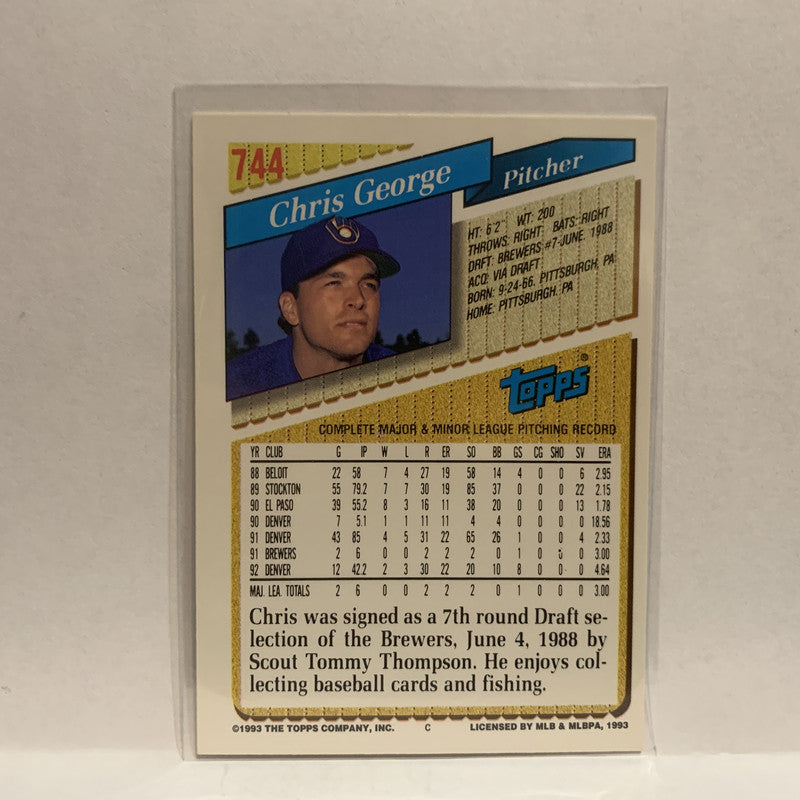 744
Chris George
Pitcher
HT: 6'2" WT: 200
THROWS: RIGHT BATS: RIGHT
DRFT: BREWERS #7-JUNE, 1988
ACQ: VIA DRAFT
BORN: 9-24-66, PITTSBURGH, PA
HOME: PITTSBURGH, PA
Topps®
COMPLETE MAJOR & MINOR LEAGUE PITCHING RECORD
YR CLUB G IP W L R ER SO BB GS CG SHO SV ERA
88 BELOIT 22 58 7 4 27 19 58 14 4 0 0 6 2.95
89 STOCKTON 55 79.2 7 7 30 19 85 37 0 0 0 22 2.15
90 EL PASO 39 55.2 8 3 16 11 38 20 0 0 0 13 1.78
90 DENVER 7 5.1 1 1 11 11 4 4 0 0 0 0 18.56
91 DENVER 43 85 4 5 31 22 65 26 1 0 0 4 2.33
91 BREWERS 2 6 0 0 2 2 2 0 1 0 0 0 3.00
92 DENVER 12 42.2 2 3 30 22 20 10 8 0 0 0 4.64
MAJ. LEA. TOTALS 2 6 0 0 2 2 2 0 1 0 0 0 3.00
Chris was signed as a 7th round Draft se-
lection of the Brewers, June 4, 1988 by
Scout Tommy Thompson. He enjoys col-
lecting baseball cards and fishing.
©1993 THE TOPPS COMPANY, INC. C LICENSED BY MLB & MLBPA, 1993